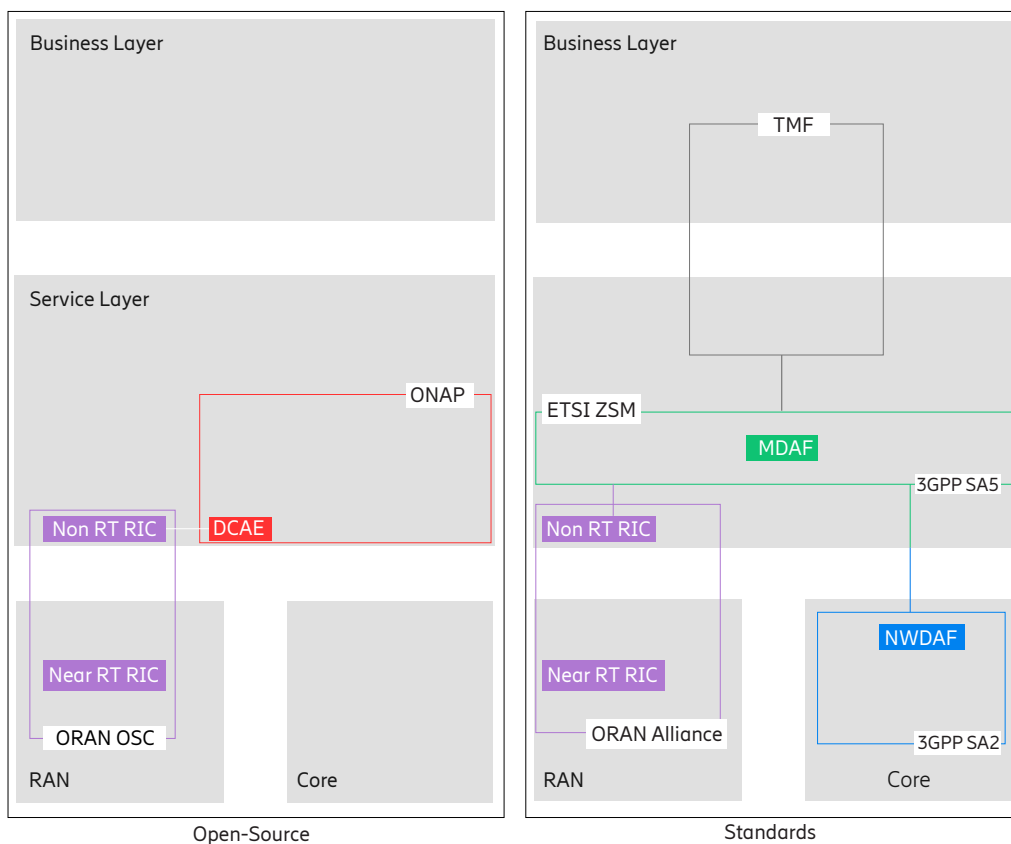 Business Layer
Service Layer
ONAP
Non RT RIC
DCAE
Near RT RIC
ORAN OSC
RAN
Core
Open-Source
Business Layer
TMF
ETSI ZSM
MDAF
3GPP SA5
Non RT RIC
NWDAF
Near RT RIC
ORAN Alliance
3GPP SA2
RAN
Core
Standards